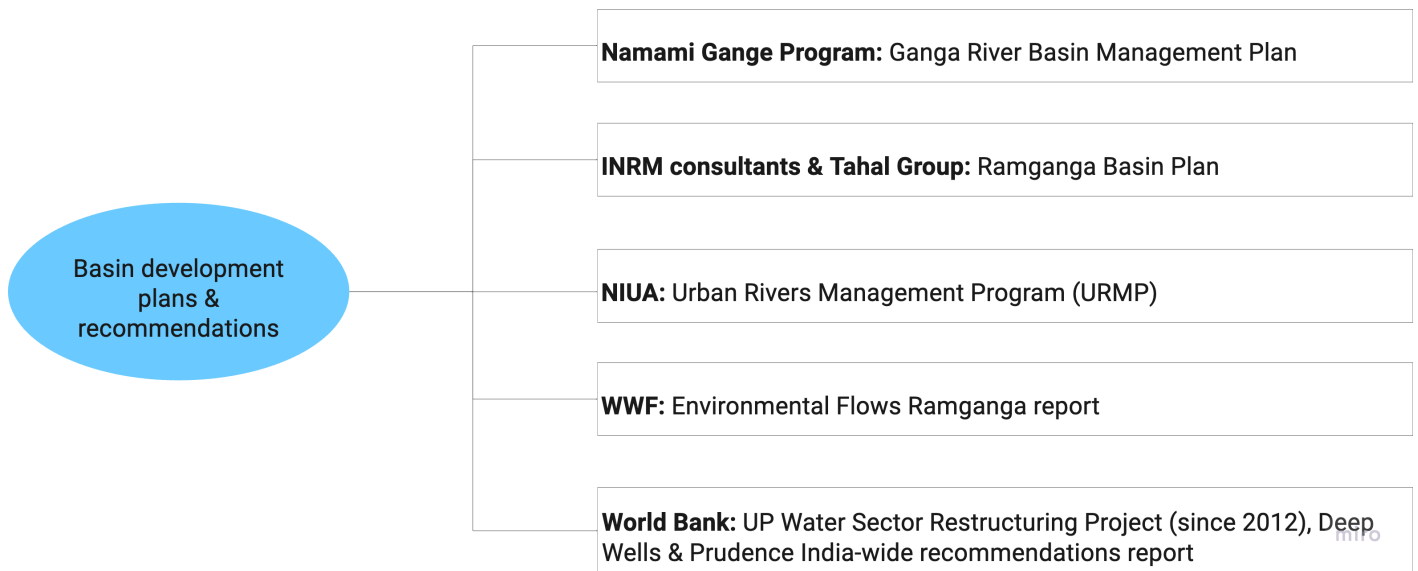 Namami Gange Program: Ganga River Basin Management Plan
INRM consultants & Tahal Group: Ramganga Basin Plan
Basin development
plans &
recommendations
NIUA: Urban Rivers Management Program (URMP)
WWF: Environmental Flows Ramganga report
World Bank: UP Water Sector Restructuring Project (since 2012), Deep
Wells & Prudence India-wide recommendations report
miro